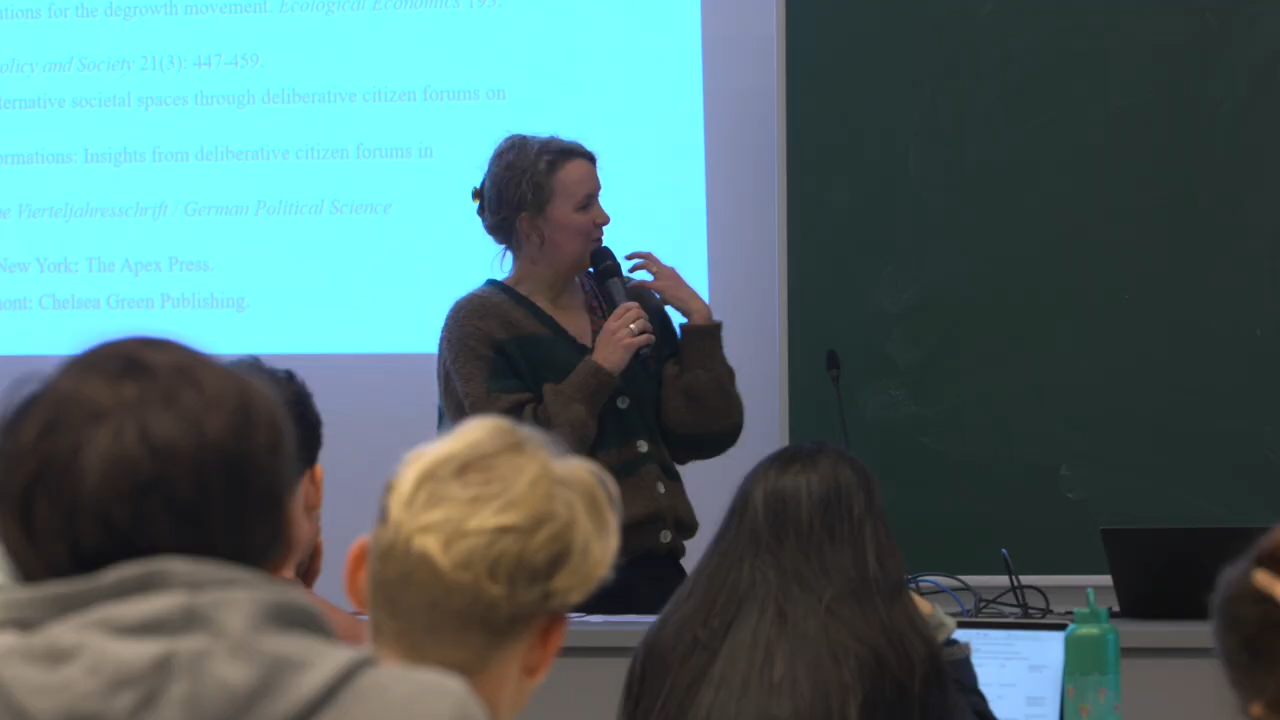 ations for the degrowth movement. Ecological Economics 195.
olicy and Society 21(3): 447-459.
ternative societal spaces through deliberative citizen forums on
ormations: Insights from deliberative citizen forums in
he Vierteljahresschrift / German Political Science
New York: The Apex Press.
mont: Chelsea Green Publishing.